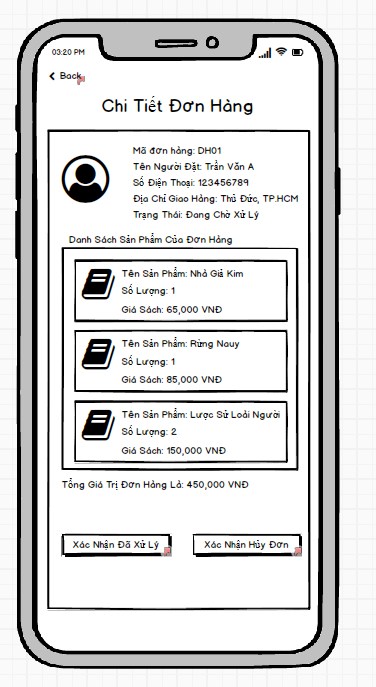 03:20 PM
Back
Chi Tiết Đơn Hàng
Mã đơn hàng: DH01
Tên Người Đặt: Trần Văn A
Số Điện Thoại: 123456789
Địa Chỉ Giao Hàng: Thủ Đức, TP.HCM
Trạng Thái: Đang Chờ Xử Lý
Danh Sách Sản Phẩm Của Đơn Hàng
Tên Sản Phẩm: Nhà Giả Kim
Số Lượng: 1
Giá Sách: 65,000 VNĐ
Tên Sản Phẩm: Rừng Nauy
Số Lượng: 1
Giá Sách: 85,000 VNĐ
Tên Sản Phẩm: Lược Sử Loài Người
Số Lượng: 2
Giá Sách: 150,000 VNĐ
Tổng Giá Trị Đơn Hàng Là: 450,000 VNĐ
Xác Nhận Đã Xử Lý
Xác Nhận Hủy Đơn